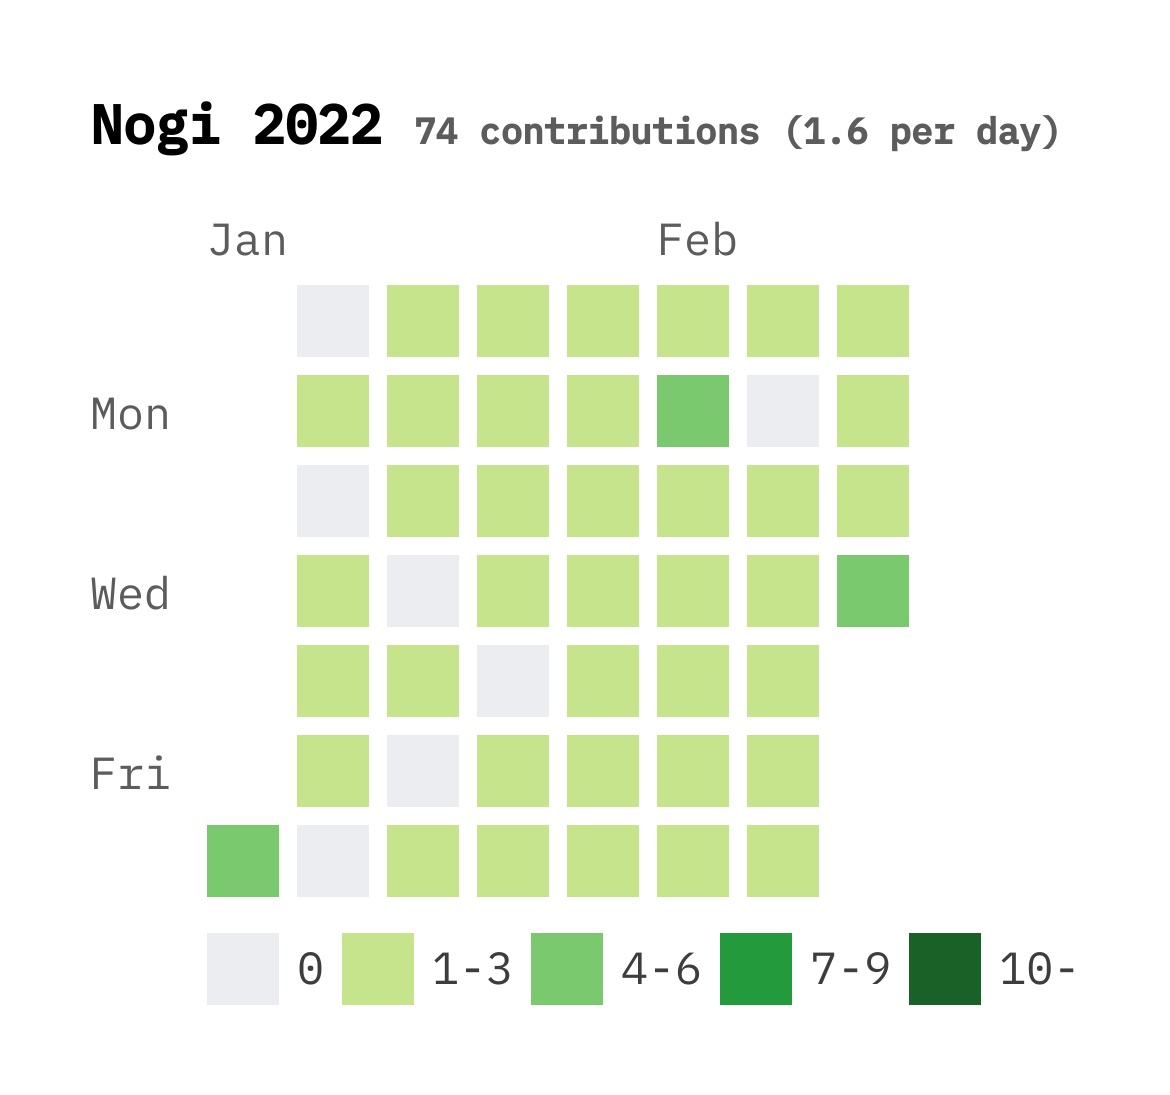 Nogi 2022 74 contributions (1.6 per day)
Jan Feb
Mon
Wed
Fri
0 1-3 4-6 7-9 10-